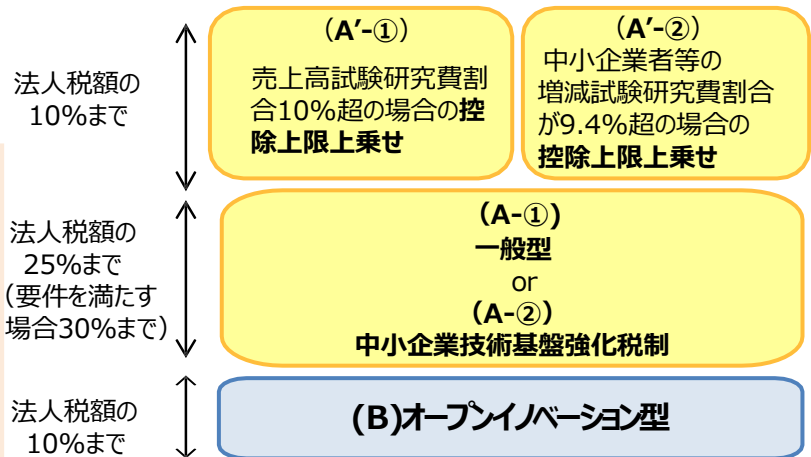 法人税額の
10%まで
（A′-①）
売上高試験研究費割
合10%超の場合の控
除上限上乗せ
（A′-②）
中小企業者等の
増減試験研究費割合
が9.4%超の場合の
控除上限上乗せ
法人税額の
25%まで
（要件を満たす
場合30%まで）
（A-①)
一般型
or
（A-②）
中小企業技術基盤強化税制
法人税額の
10%まで
(B)オープンイノベーション型